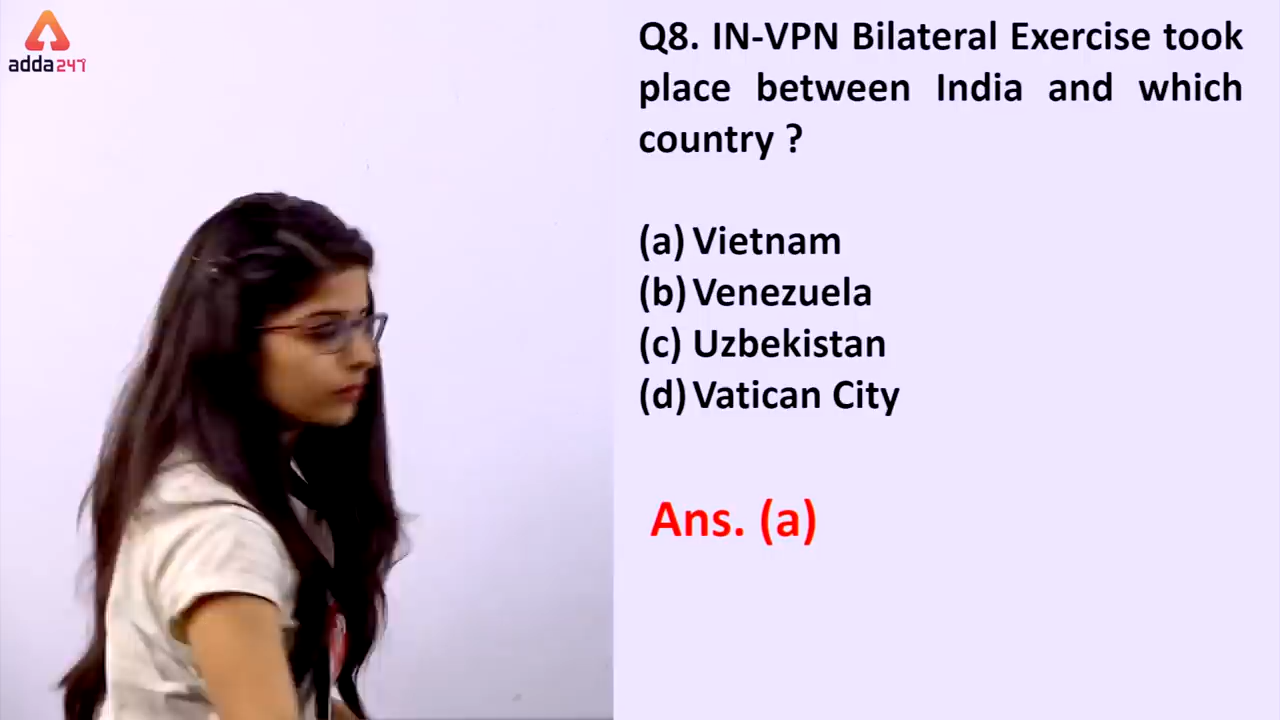 adda247
Q8. IN-VPN Bilateral Exercise took
place between India and which
country ?
(a) Vietnam
(b) Venezuela
(c) Uzbekistan
(d) Vatican City
Ans. (a)